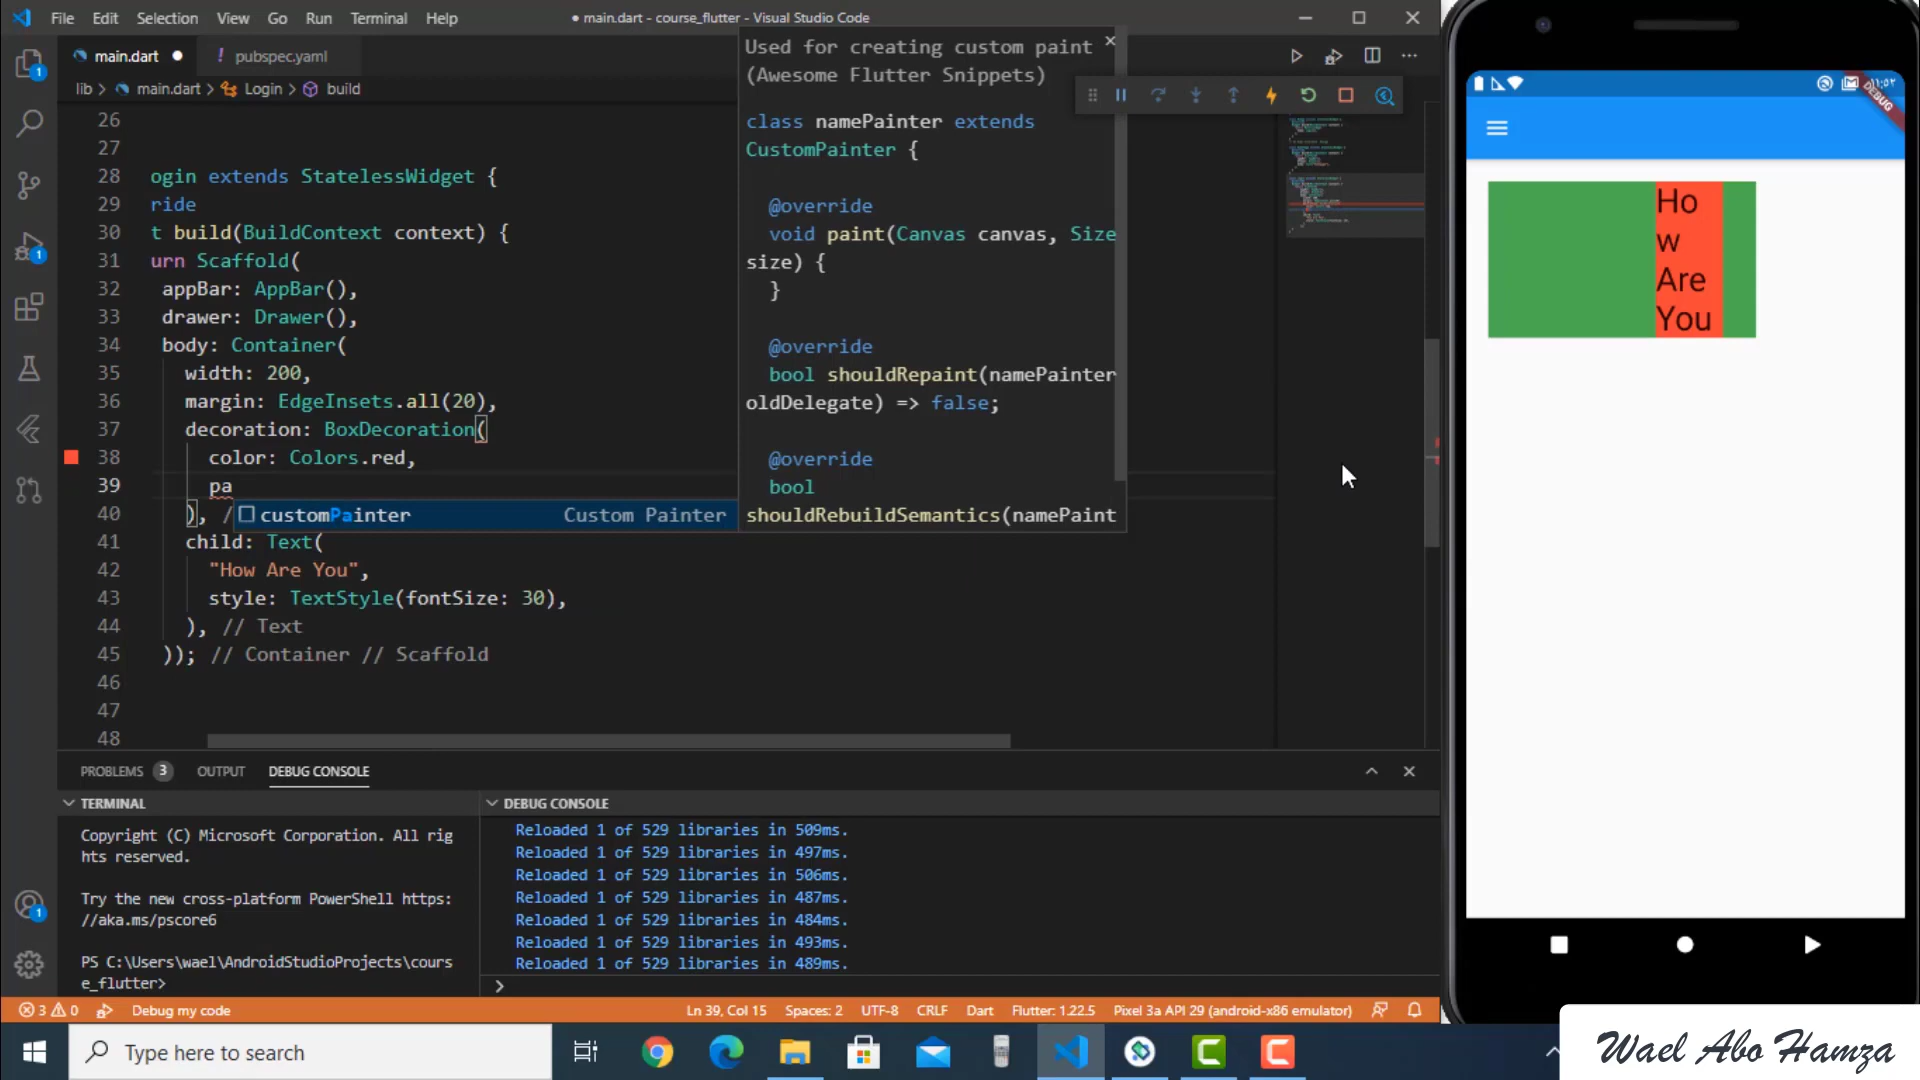 File Edit Selection View Go Run Terminal Help
● main.dart - course_flutter - Visual Studio Code
main.dart ● ! pubspec.yaml
lib > main.dart > Login > build
26
27
28 ogin extends StatelessWidget {
29 ride
30 t build(BuildContext context) {
31 urn Scaffold(
32 appBar: AppBar(),
33 drawer: Drawer(),
34 body: Container(
35 width: 200,
36 margin: EdgeInsets.all(20),
37 decoration: BoxDecoration(
38 color: Colors.red,
39 pa
40 ), /
customPainter Custom Painter
41 child: Text(
42 "How Are You",
43 style: TextStyle(fontSize: 30),
44 ), // Text
45 )); // Container // Scaffold
46
47
48
Used for creating custom paint
(Awesome Flutter Snippets)
class namePainter extends
CustomPainter {
@override
void paint(Canvas canvas, Size
size) {
}
@override
bool shouldRepaint(namePainter
oldDelegate) => false;
@override
bool
shouldRebuildSemantics(namePaint
PROBLEMS 3 OUTPUT DEBUG CONSOLE
TERMINAL
Copyright (C) Microsoft Corporation. All rig
hts reserved.
Try the new cross-platform PowerShell https:
//aka.ms/pscore6
PS C:\Users\wael\AndroidStudioProjects\cours
e_flutter>
DEBUG CONSOLE
Reloaded 1 of 529 libraries in 509ms.
Reloaded 1 of 529 libraries in 497ms.
Reloaded 1 of 529 libraries in 506ms.
Reloaded 1 of 529 libraries in 487ms.
Reloaded 1 of 529 libraries in 484ms.
Reloaded 1 of 529 libraries in 493ms.
Reloaded 1 of 529 libraries in 489ms.
3 0 Debug my code
Ln 39, Col 15 Spaces: 2 UTF-8 CRLF Dart Flutter: 1.22.5 Pixel 3a API 29 (android-x86 emulator)
Type here to search
DEBUG
Ho
w
Are
You
Wael Abo Hamza